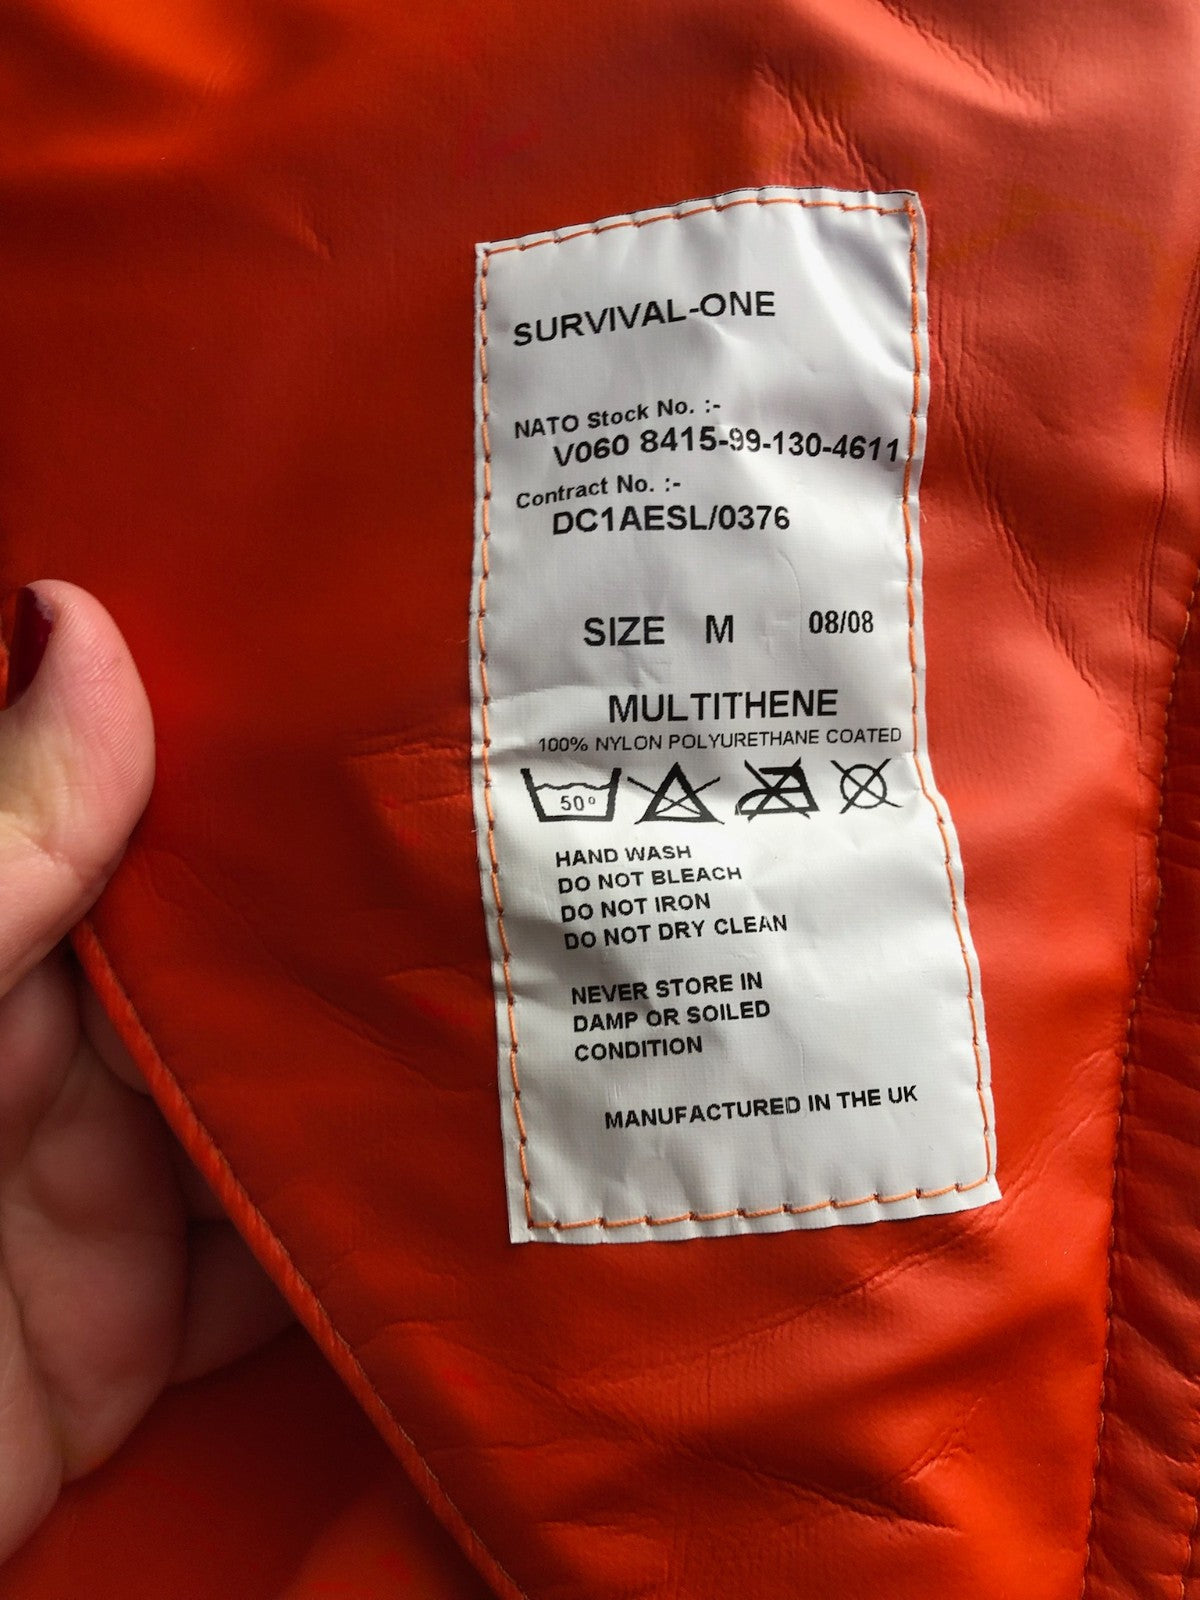 SURVIVAL-ONE
NATO Stock No. :-
V060 8415-99-130-4611
Contract No. :-
DC1AESL/0376
SIZE M 08/08
MULTITHENE
100% NYLON POLYURETHANE COATED
50°
HAND WASH
DO NOT BLEACH
DO NOT IRON
DO NOT DRY CLEAN
NEVER STORE IN
DAMP OR SOILED
CONDITION
MANUFACTURED IN THE UK